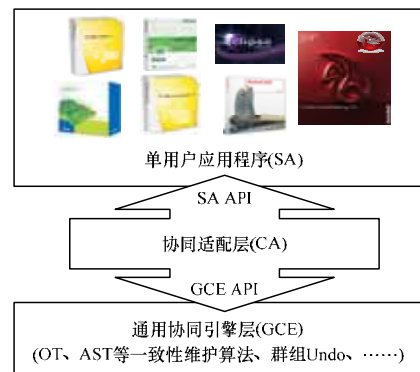 单用户应用程序(SA)
SA API
协同适配层(CA)
GCE API
通用协同引擎层(GCE)
(OT、AST等一致性维护算法、群组Undo、……)